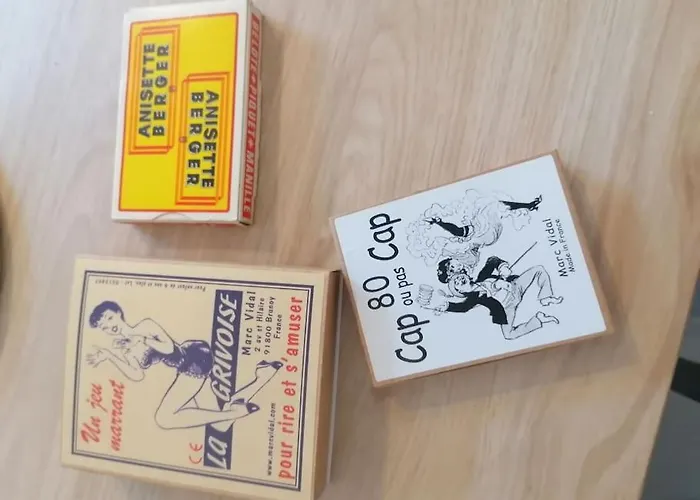 ANISETTE
BERGER
ANISETTE
BERGER
BELOTE + PIQUET + MANILLE
80
Cap ou pas Cap
Marc Vidal
Made in France
Un jeu
marrant
LA GRIVOISE
Marc Vidal
2 av st Hilaire
91800 Brunoy
France
CE
www.marcvidal.com
pour rire et s'amuser